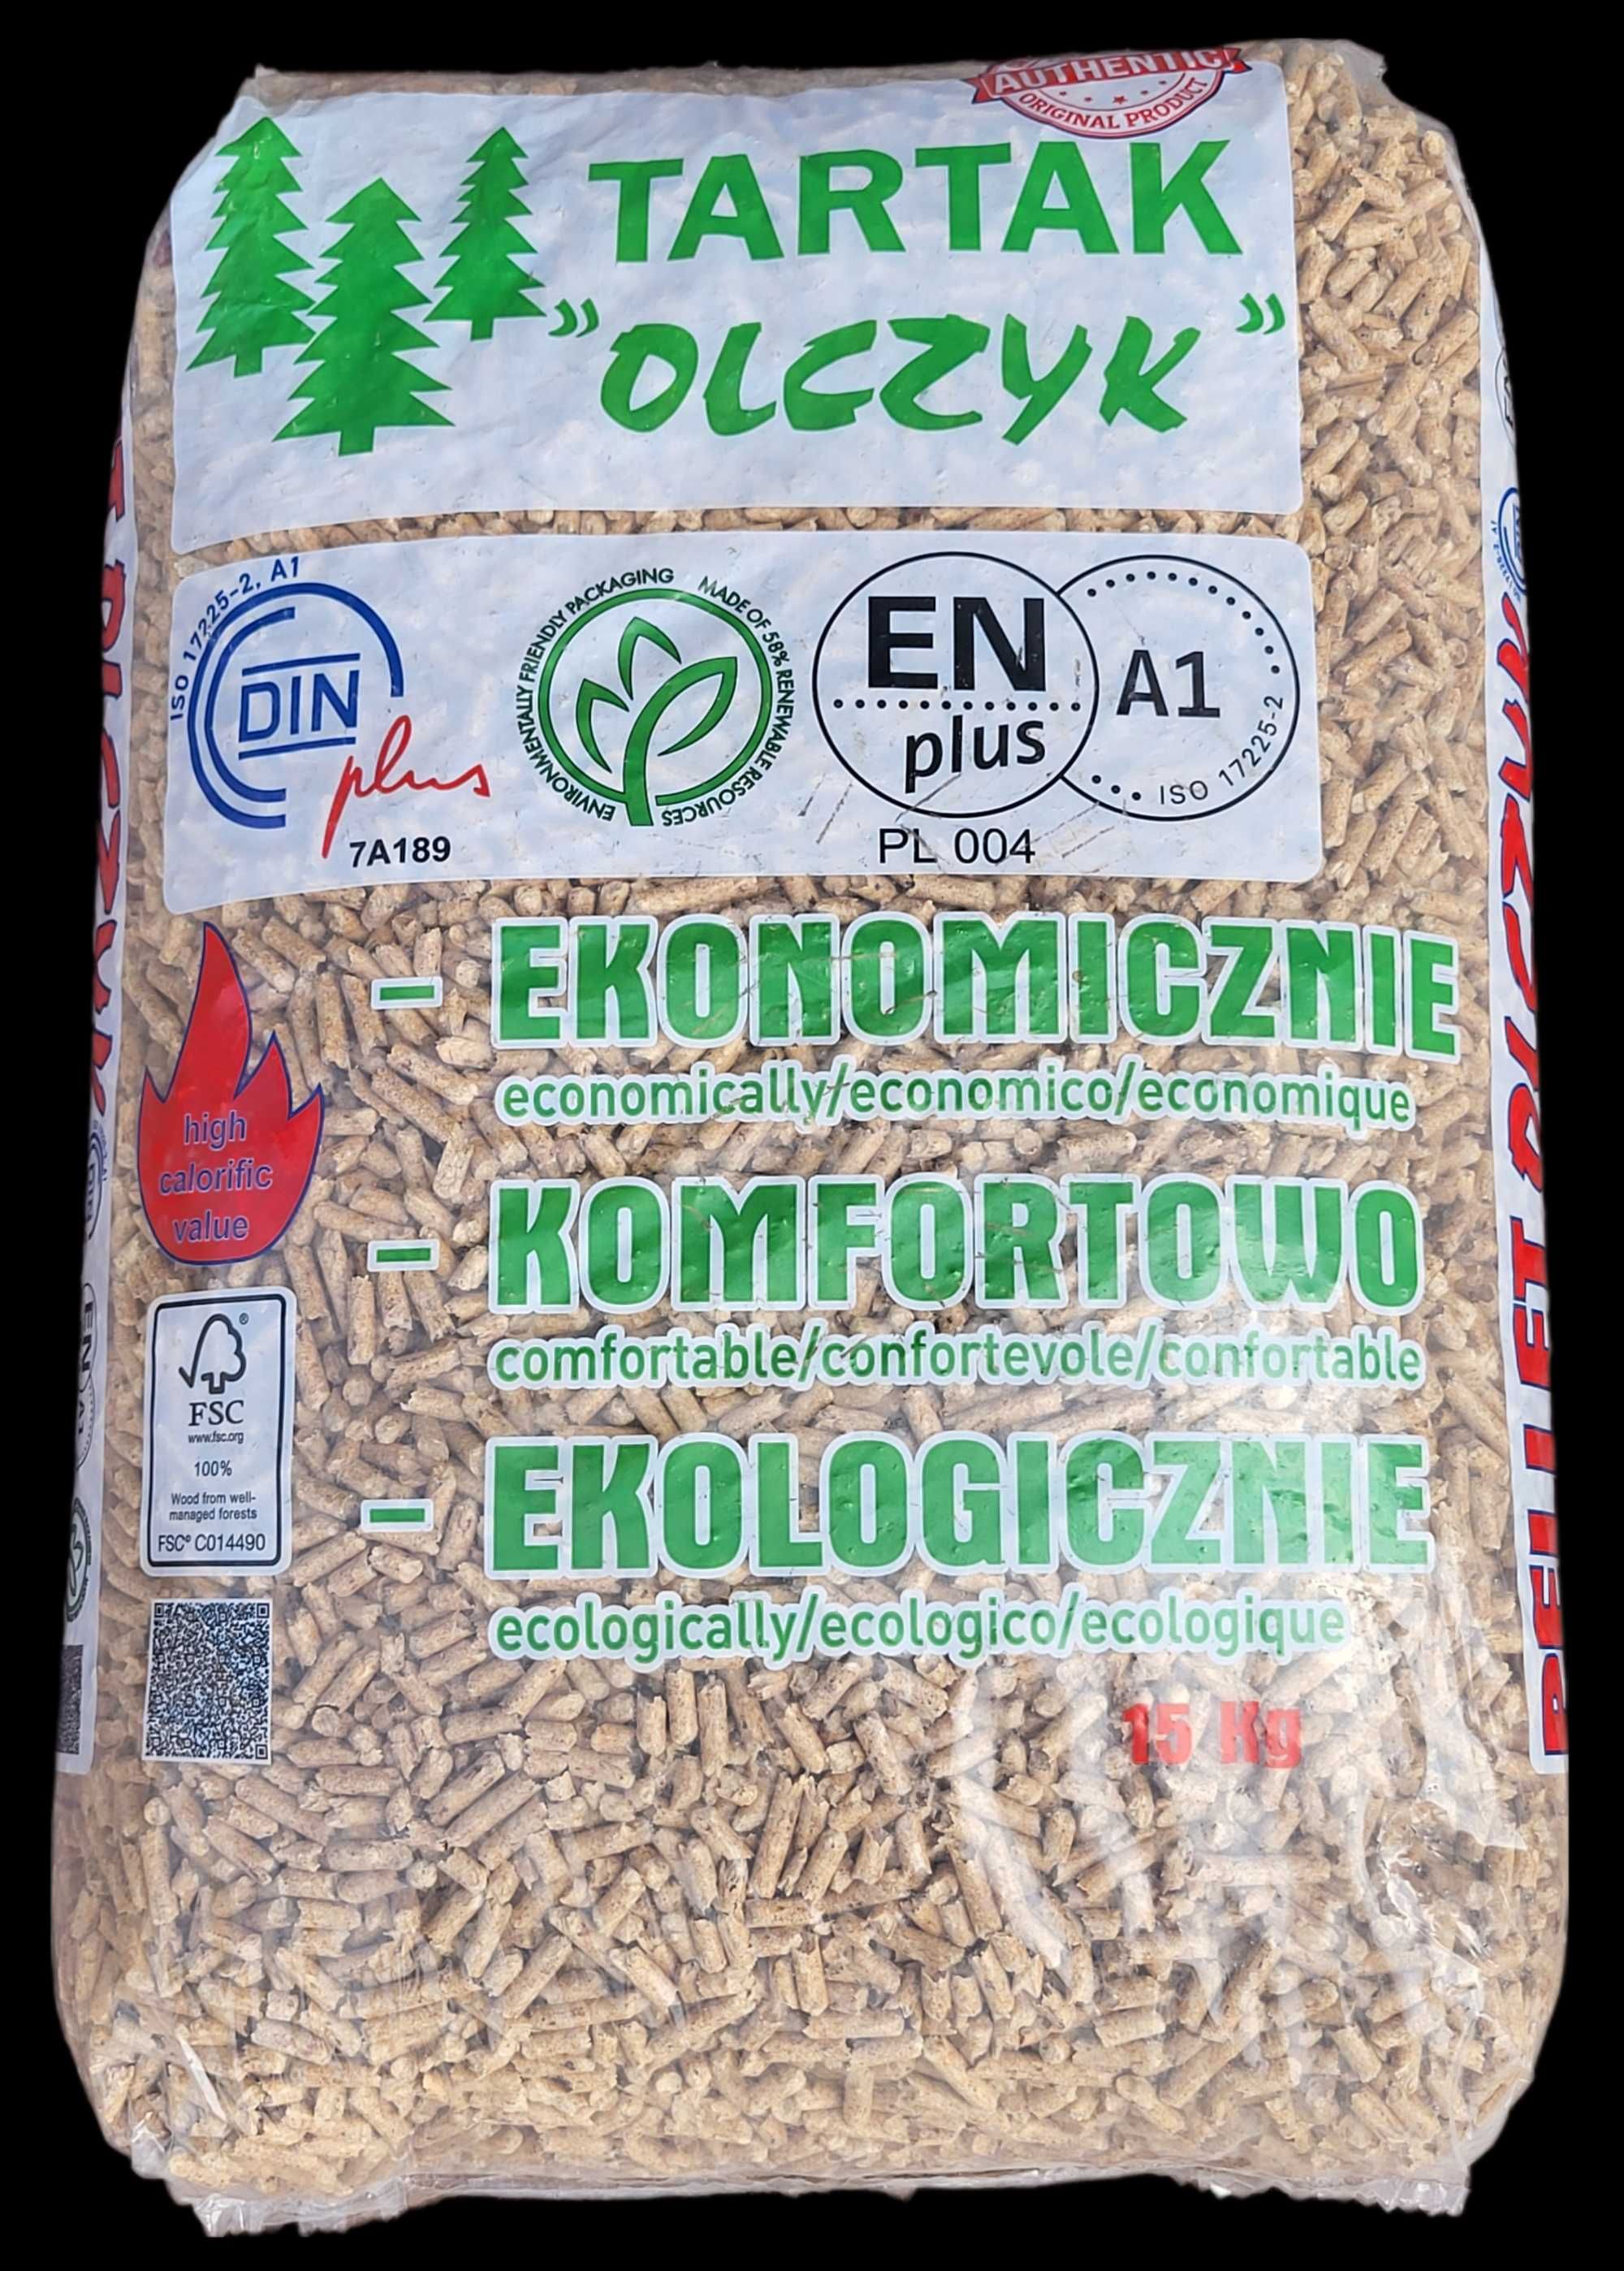 AUTHENTIC
ORIGINAL PRODUCT
TARTAK
"OLCZYK"
ISO 17225-2, A1
DIN
plus
7A189
ENVIRONMENTALLY FRIENDLY PACKAGING
MADE OF 58% RENEWABLE RESOURCES
EN
plus
A1
ISO 17225-2
PL 004
- EKONOMICZNIE
economically/economico/economique
high
calorific
value
- KOMFORTOWO
comfortable/confortevole/confortable
FSC®
www.fsc.org
100%
Wood from well-
managed forests
FSC® C014490
- EKOLOGICZNIE
ecologically/ecologico/ecologique
15 Kg
PELLET OLCZYK